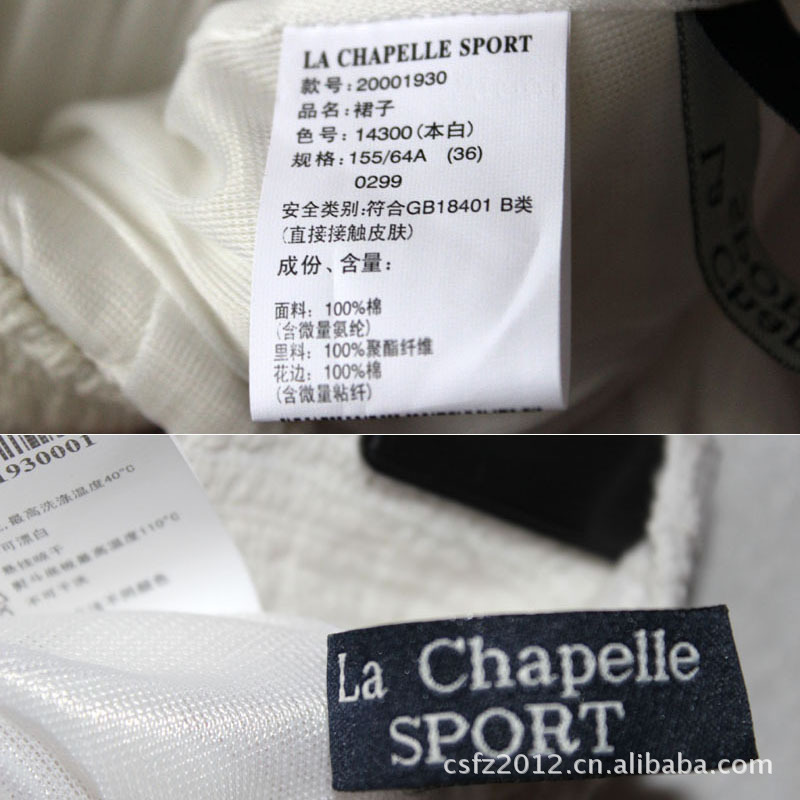 LA CHAPELLE SPORT
款号:20001930
品名:裙子
色号:14300(本白)
规格:155/64A (36)
0299
安全类别:符合GB18401 B类
(直接接触皮肤)
成份、含量:
面料: 100%棉
(含微量氨纶)
里料: 100%聚酯纤维
花边: 100%棉
(含微量粘纤)
1930001
最高洗涤温度40°C
可漂白
悬挂晾干
熨斗底板最高温度110°C
不可干洗
La Chapelle
SPORT
csfz2012.cn.alibaba.com